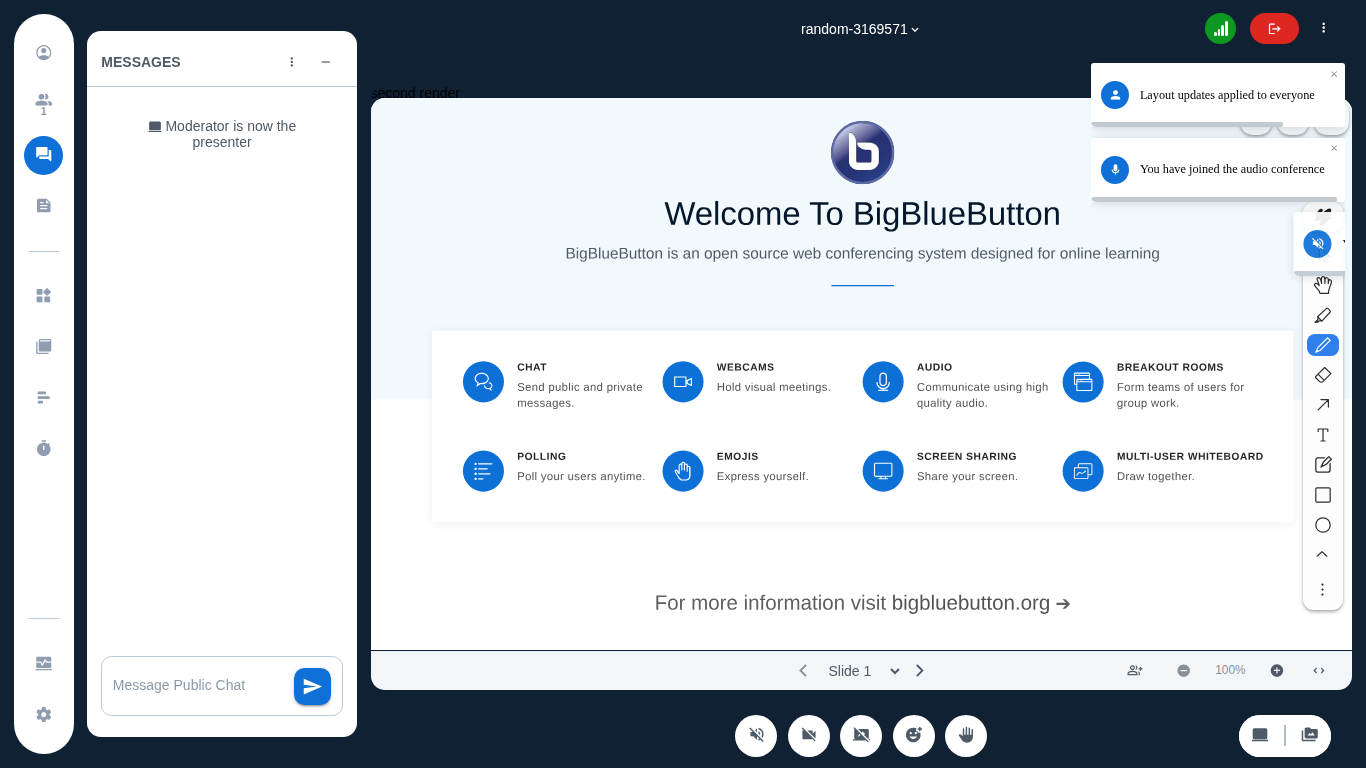 random-3169571
MESSAGES
1
Moderator is now the
presenter
Message Public Chat
second render
Layout updates applied to everyone
You have joined the audio conference
Welcome To BigBlueButton
BigBlueButton is an open source web conferencing system designed for online learning
CHAT
Send public and private
messages.
WEBCAMS
Hold visual meetings.
AUDIO
Communicate using high
quality audio.
BREAKOUT ROOMS
Form teams of users for
group work.
POLLING
Poll your users anytime.
EMOJIS
Express yourself.
SCREEN SHARING
Share your screen.
MULTI-USER WHITEBOARD
Draw together.
For more information visit bigbluebutton.org ➔
Slide 1
100%